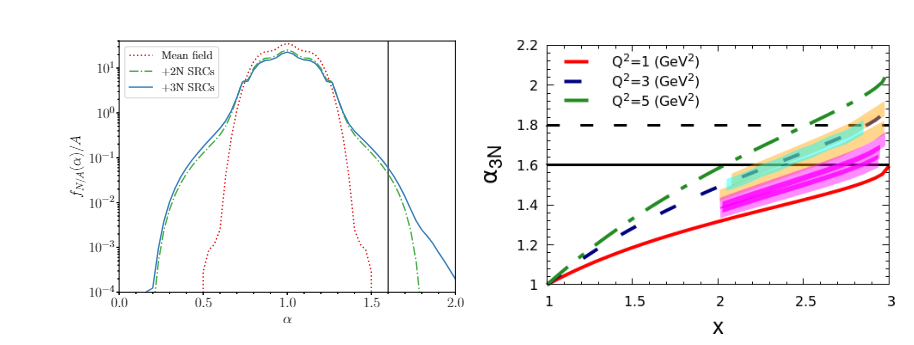 Mean field
+2N SRCs
+3N SRCs
10¹
10⁰
10⁻¹
10⁻²
10⁻³
10⁻⁴
f_{N/A}(α)/A
0.0 0.5 1.0 1.5 2.0
α
Q²=1 (GeV²)
Q²=3 (GeV²)
Q²=5 (GeV²)
2.2
2
1.8
1.6
1.4
1.2
1
α₃N
1 1.5 2 2.5 3
x